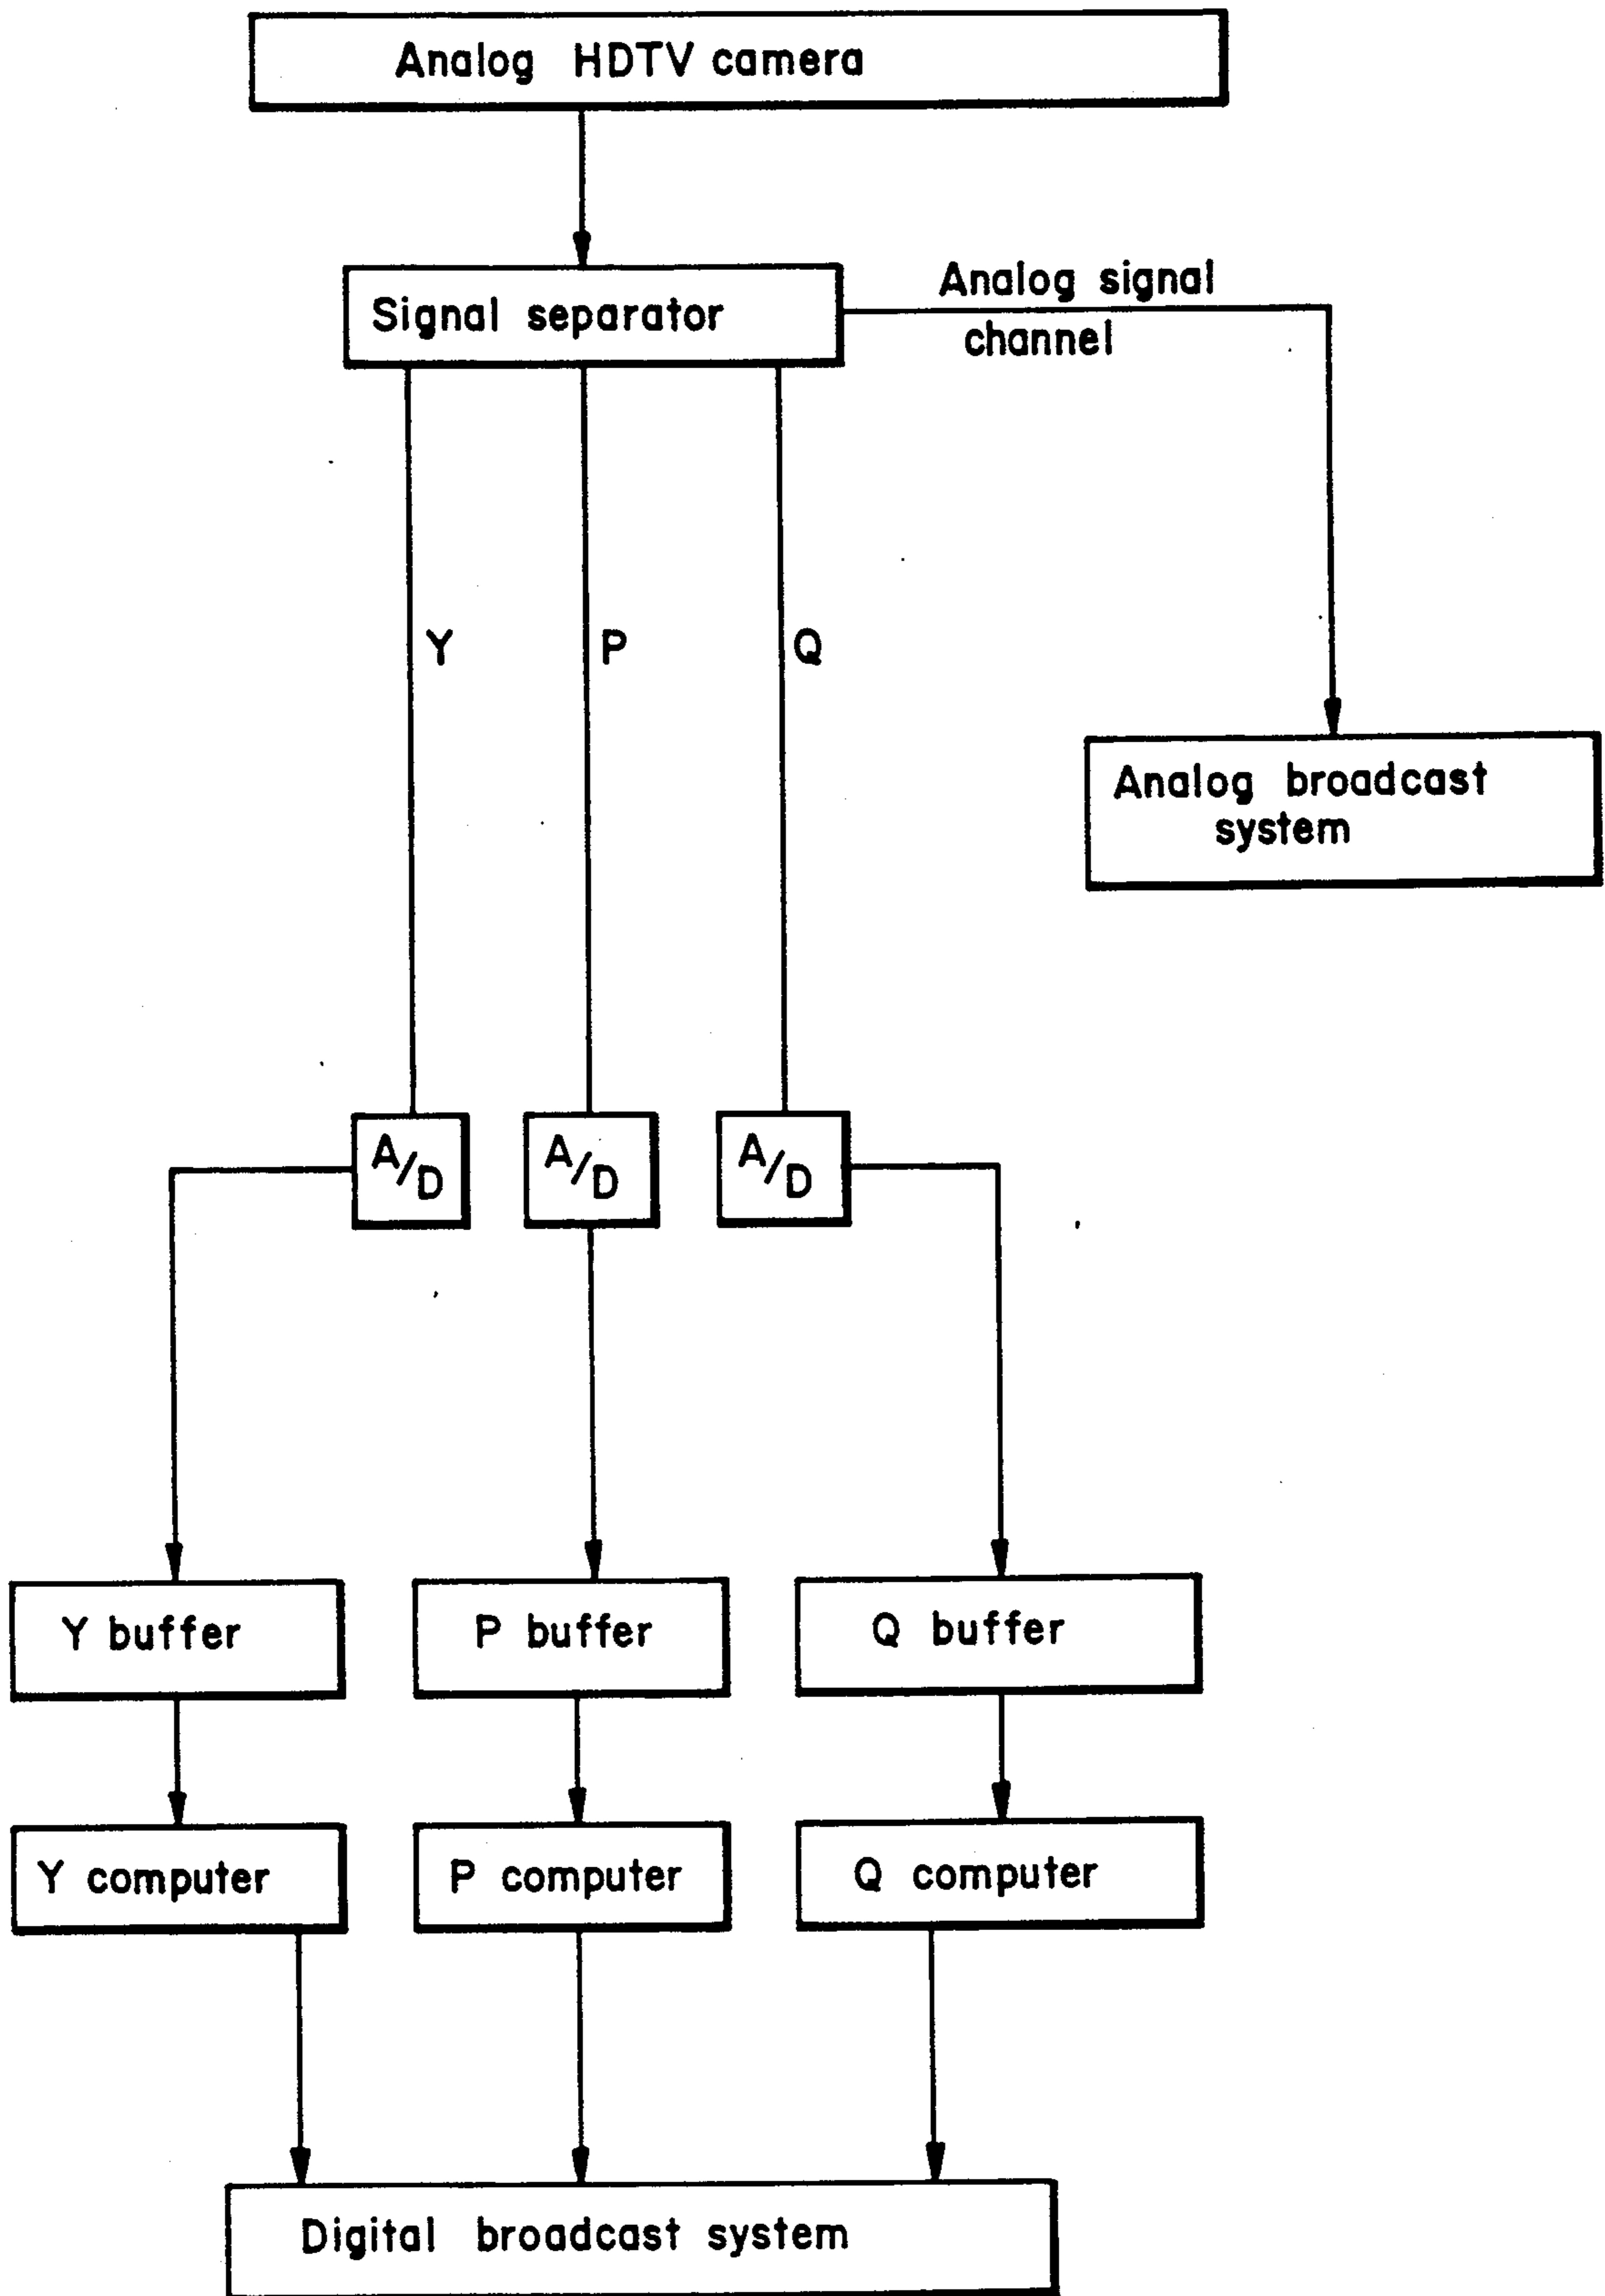 Analog HDTV camera
Signal separator
Analog signal
channel
Y
P
Q
Analog broadcast
system
A/D
A/D
A/D
Y buffer
P buffer
Q buffer
Y computer
P computer
Q computer
Digital broadcast system